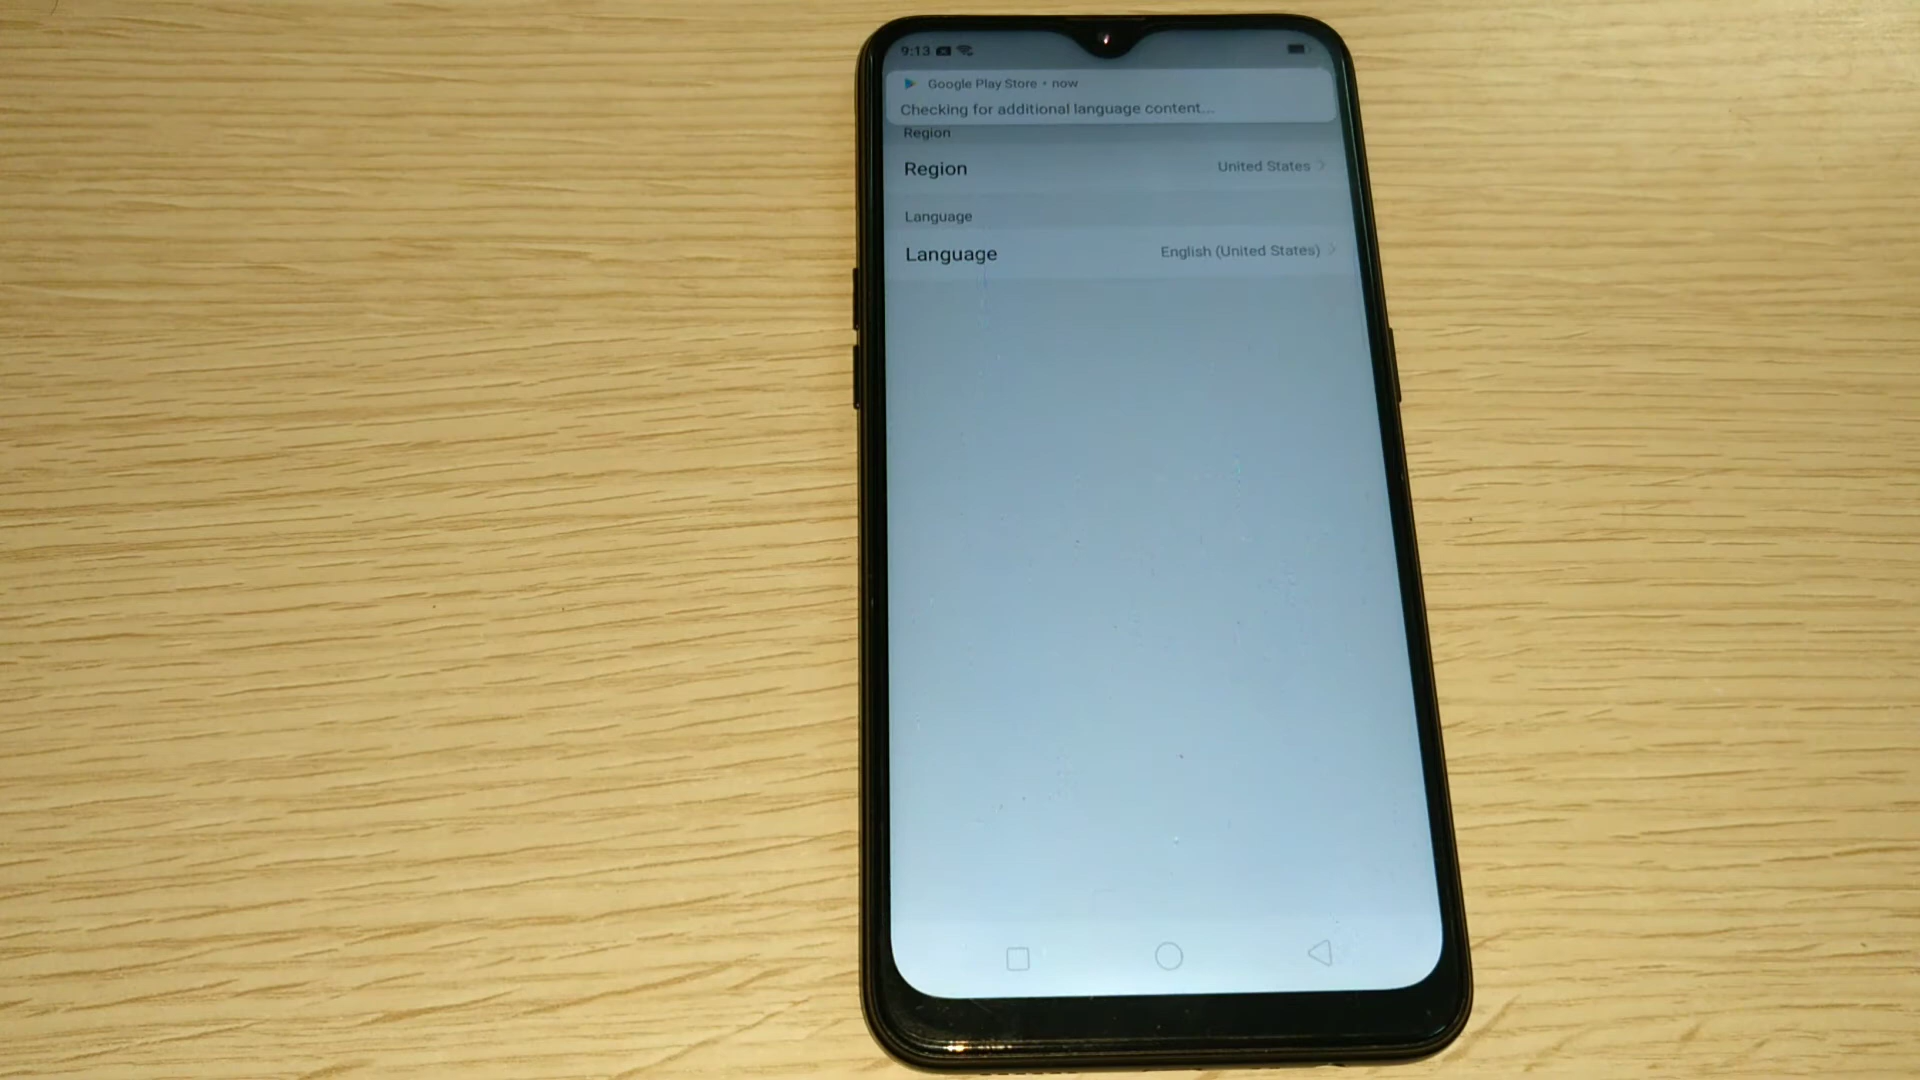 9:13
Google Play Store • now
Checking for additional language content...
Region
Region United States
Language
Language English (United States)